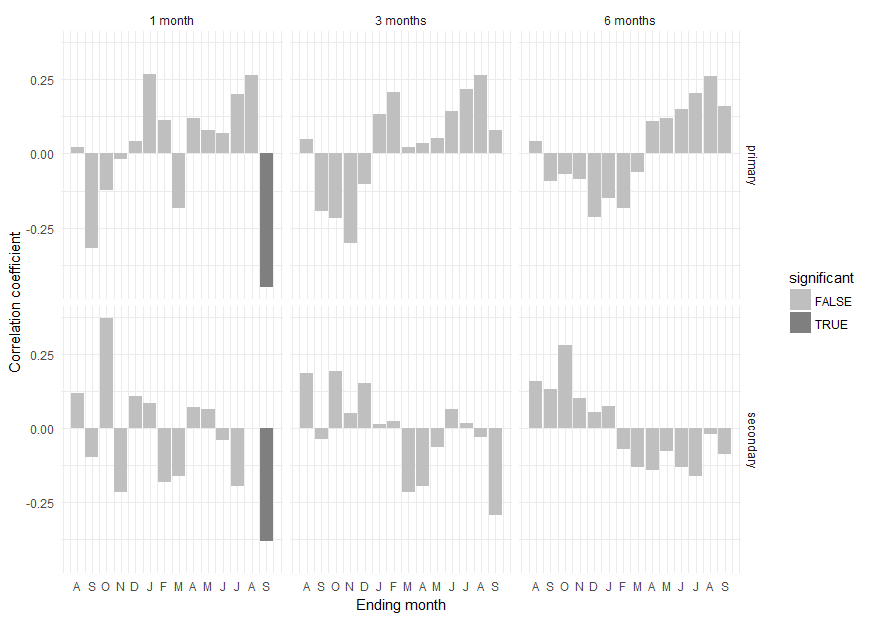 1 month 3 months 6 months
0.25
0.00
-0.25
primary
0.25
0.00
-0.25
secondary
Correlation coefficient
A S O N D J F M A M J J A S A S O N D J F M A M J J A S A S O N D J F M A M J J A S
Ending month
significant
FALSE
TRUE